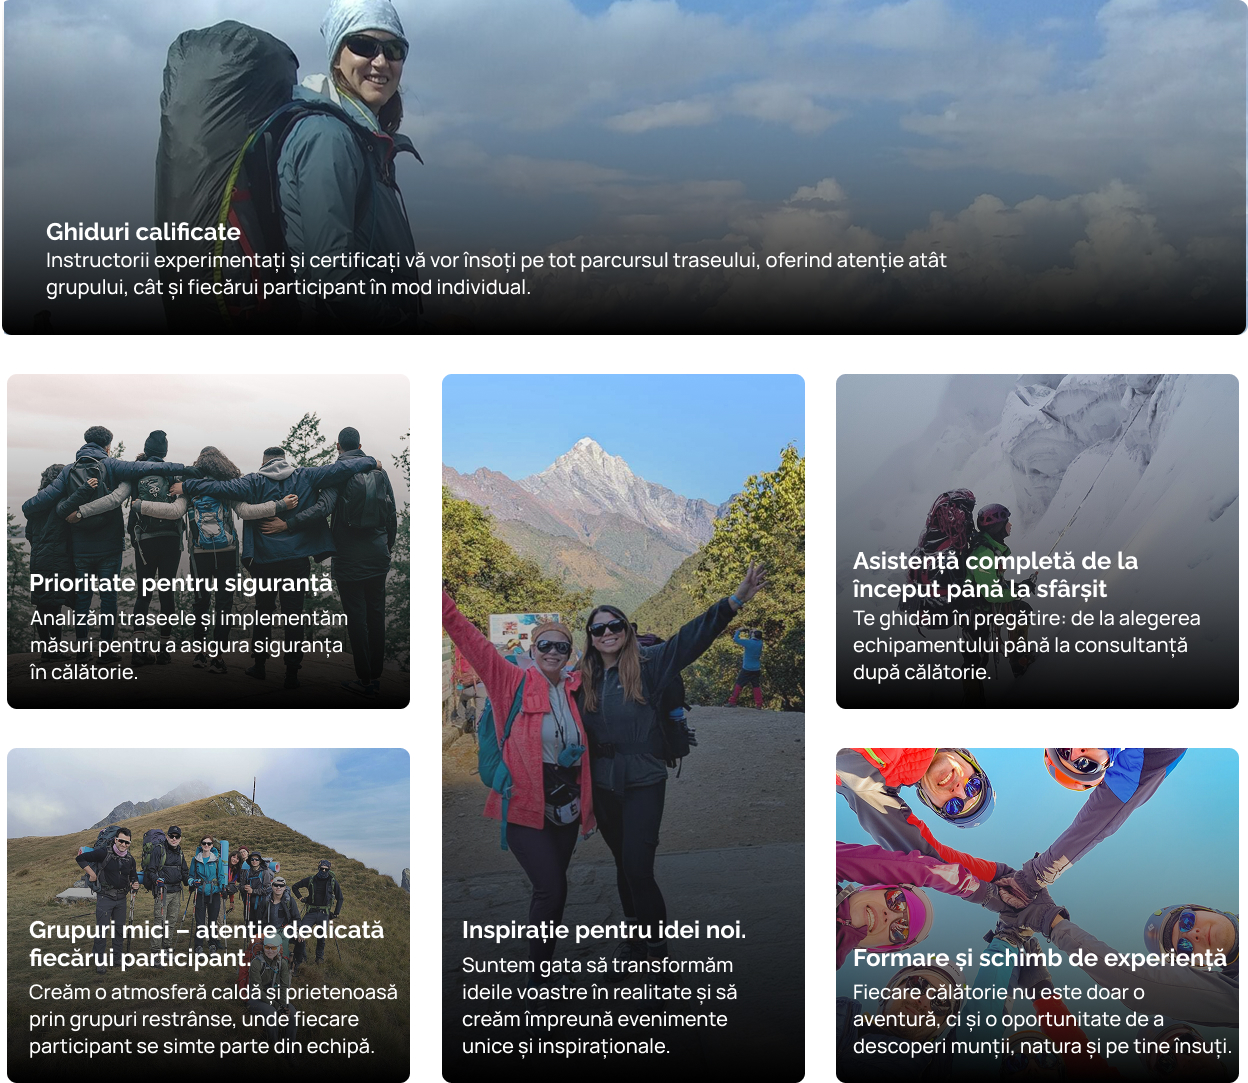 Ghiduri calificate
Instructorii experimentați și certificați vă vor însoți pe tot parcursul traseului, oferind atenție atât
grupului, cât și fiecărui participant în mod individual.
Prioritate pentru siguranță
Analizăm traseele și implementăm
măsuri pentru a asigura siguranța
în călătorie.
Asistență completă de la
început până la sfârșit
Te ghidăm în pregătire: de la alegerea
echipamentului până la consultanță
după călătorie.
Grupuri mici – atenție dedicată
fiecărui participant.
Creăm o atmosferă caldă și prietenoasă
prin grupuri restrânse, unde fiecare
participant se simte parte din echipă.
Inspirație pentru idei noi.
Suntem gata să transformăm
ideile voastre în realitate și să
creăm împreună evenimente
unice și inspiraționale.
Formare și schimb de experiență
Fiecare călătorie nu este doar o
aventură, ci și o oportunitate de a
descoperi munții, natura și pe tine însuți.